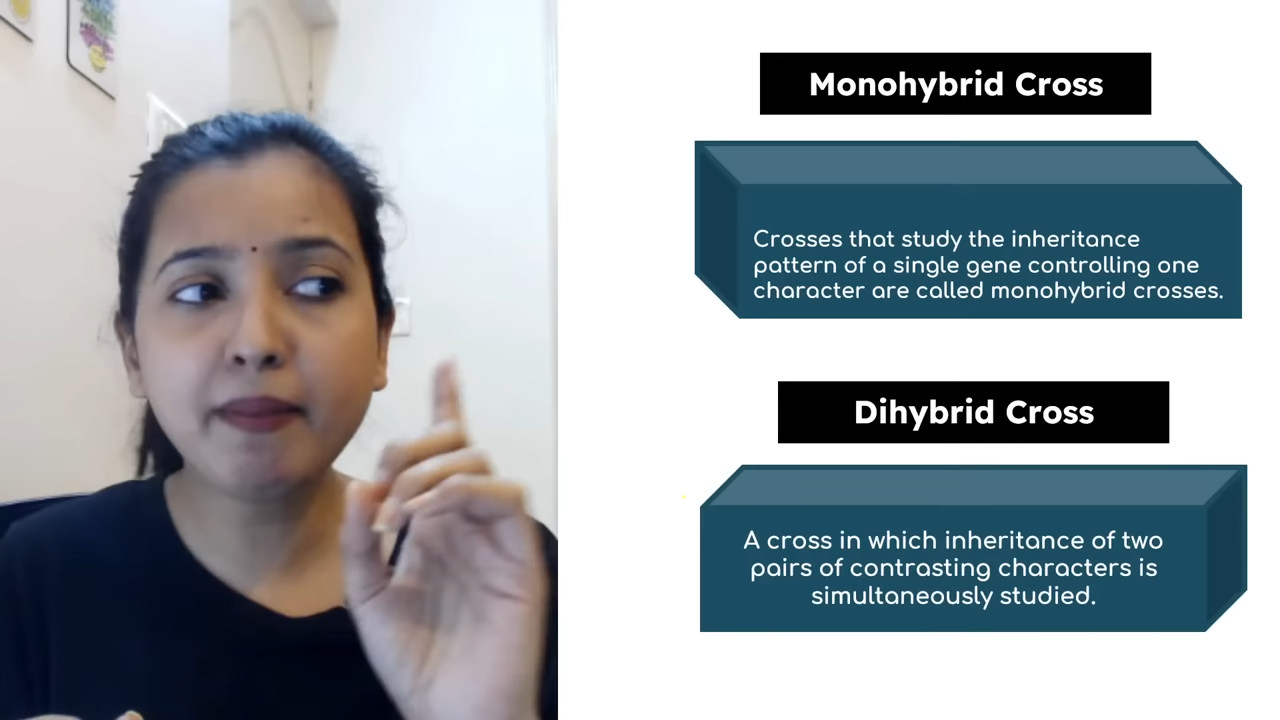 Monohybrid Cross
Crosses that study the inheritance
pattern of a single gene controlling one
character are called monohybrid crosses.
Dihybrid Cross
A cross in which inheritance of two
pairs of contrasting characters is
simultaneously studied.